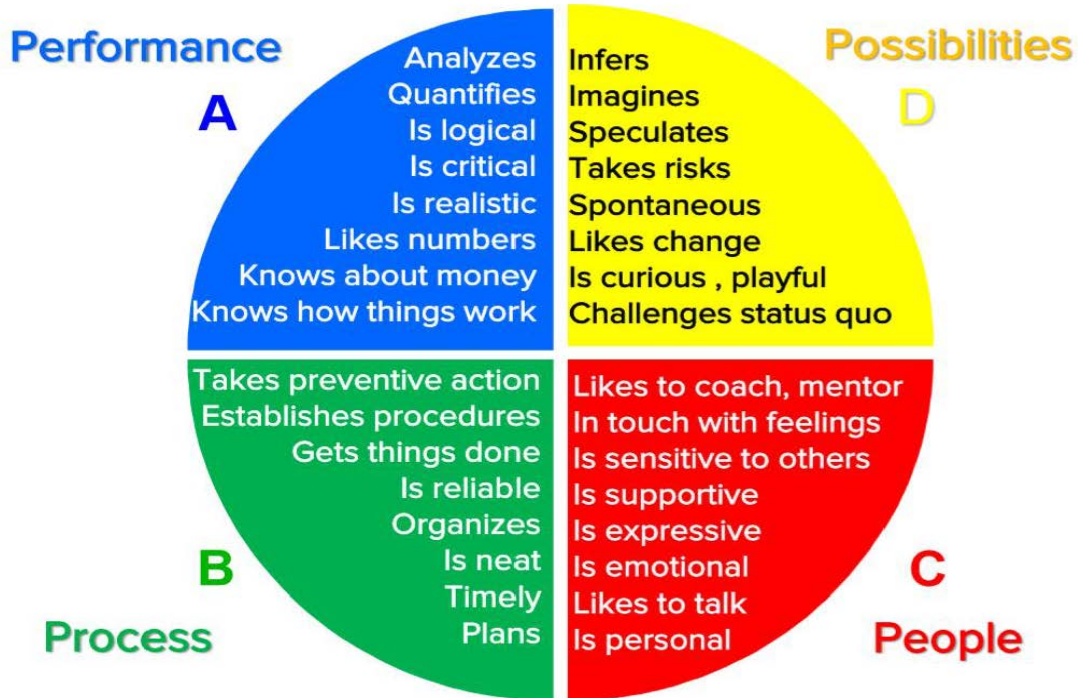 Performance
A
Analyzes
Quantifies
Is logical
Is critical
Is realistic
Likes numbers
Knows about money
Knows how things work
Possibilities
D
Infers
Imagines
Speculates
Takes risks
Spontaneous
Likes change
Is curious , playful
Challenges status quo
Takes preventive action
Establishes procedures
Gets things done
Is reliable
Organizes
Is neat
Timely
Plans
B
Process
Likes to coach, mentor
In touch with feelings
Is sensitive to others
Is supportive
Is expressive
Is emotional
Likes to talk
Is personal
C
People